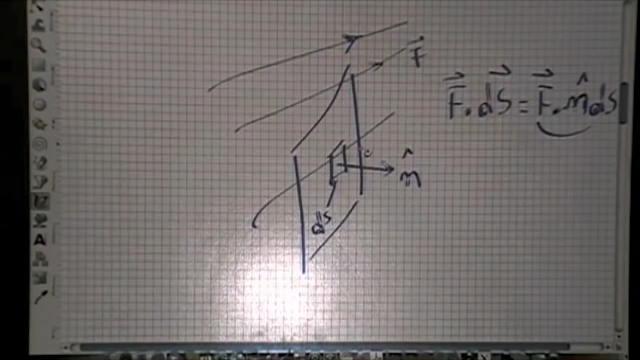 F⃗
F⃗ . dS⃗ = F⃗ . n̂ dS
n̂
ds